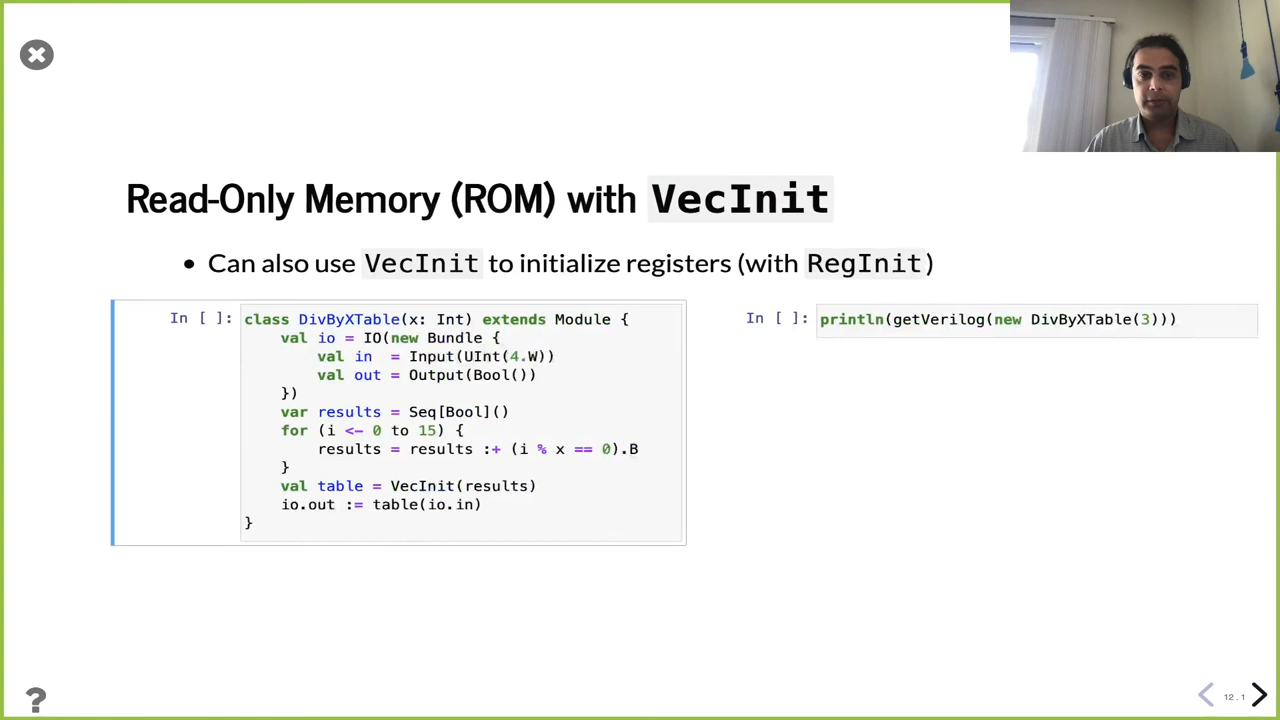 Read-Only Memory (ROM) with VecInit
• Can also use VecInit to initialize registers (with RegInit)
In [ ]:
class DivByXTable(x: Int) extends Module {
    val io = IO(new Bundle {
        val in  = Input(UInt(4.W))
        val out = Output(Bool())
    })
    var results = Seq[Bool]()
    for (i <- 0 to 15) {
        results = results :+ (i % x == 0).B
    }
    val table = VecInit(results)
    io.out := table(io.in)
}
In [ ]:
println(getVerilog(new DivByXTable(3)))
?
12.1